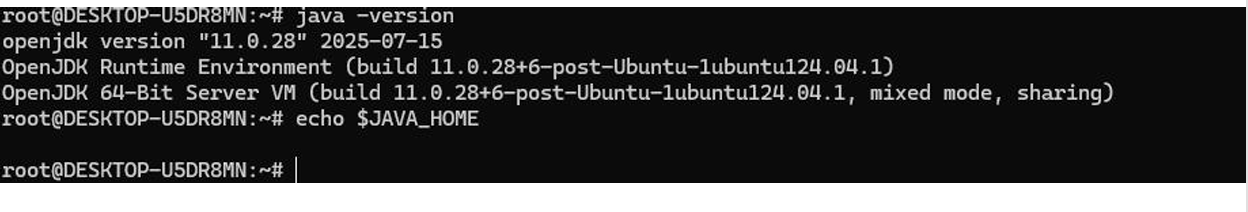 root@DESKTOP-U5DR8MN:~# java -version
openjdk version "11.0.28" 2025-07-15
OpenJDK Runtime Environment (build 11.0.28+6-post-Ubuntu-1ubuntu124.04.1)
OpenJDK 64-Bit Server VM (build 11.0.28+6-post-Ubuntu-1ubuntu124.04.1, mixed mode, sharing)
root@DESKTOP-U5DR8MN:~# echo $JAVA_HOME
root@DESKTOP-U5DR8MN:~#